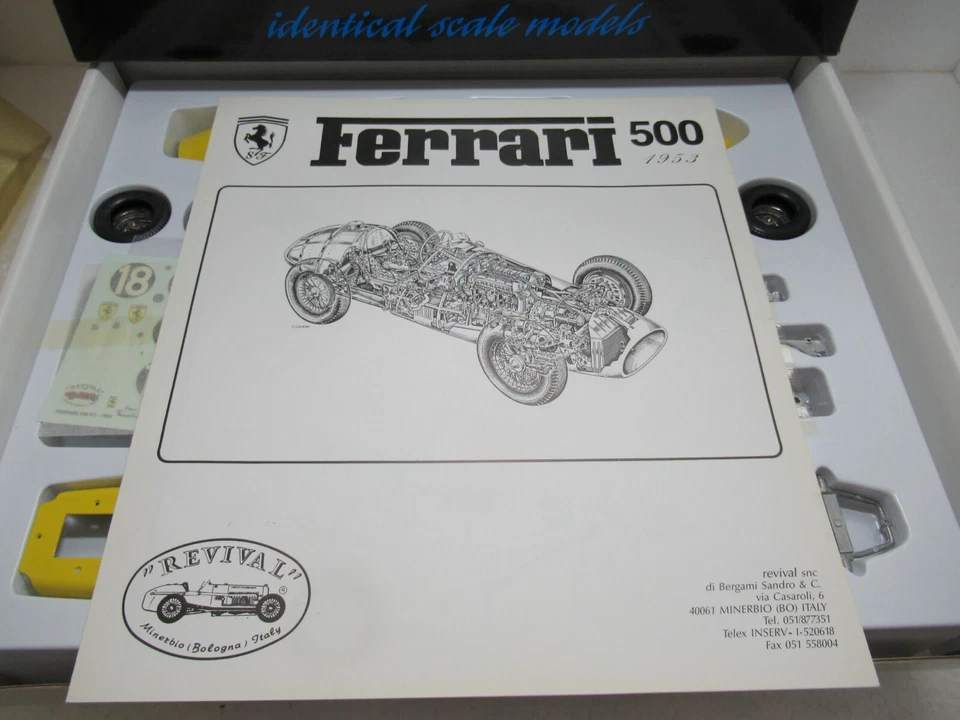 identical scale models
SF
Ferrari 500
1953
18
"REVIVAL"
Minerbio (Bologna) Italy
revival snc
di Bergami Sandro & C.
via Casaroli, 6
40061 MINERBIO (BO) ITALY
Tel. 051/877351
Telex INSERV- I-520618
Fax 051 558004